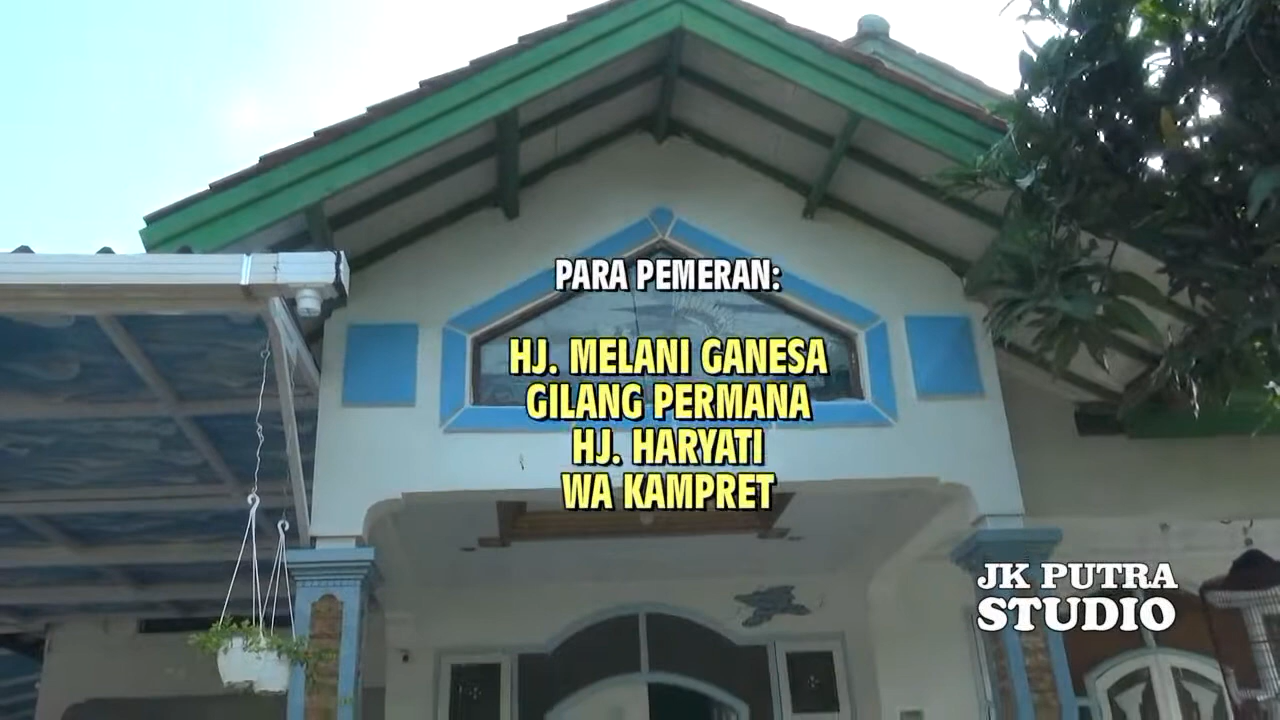 PARA PEMERAN:
HJ. MELANI GANESA
GILANG PERMANA
HJ. HARYATI
WA KAMPRET
JK PUTRA
STUDIO